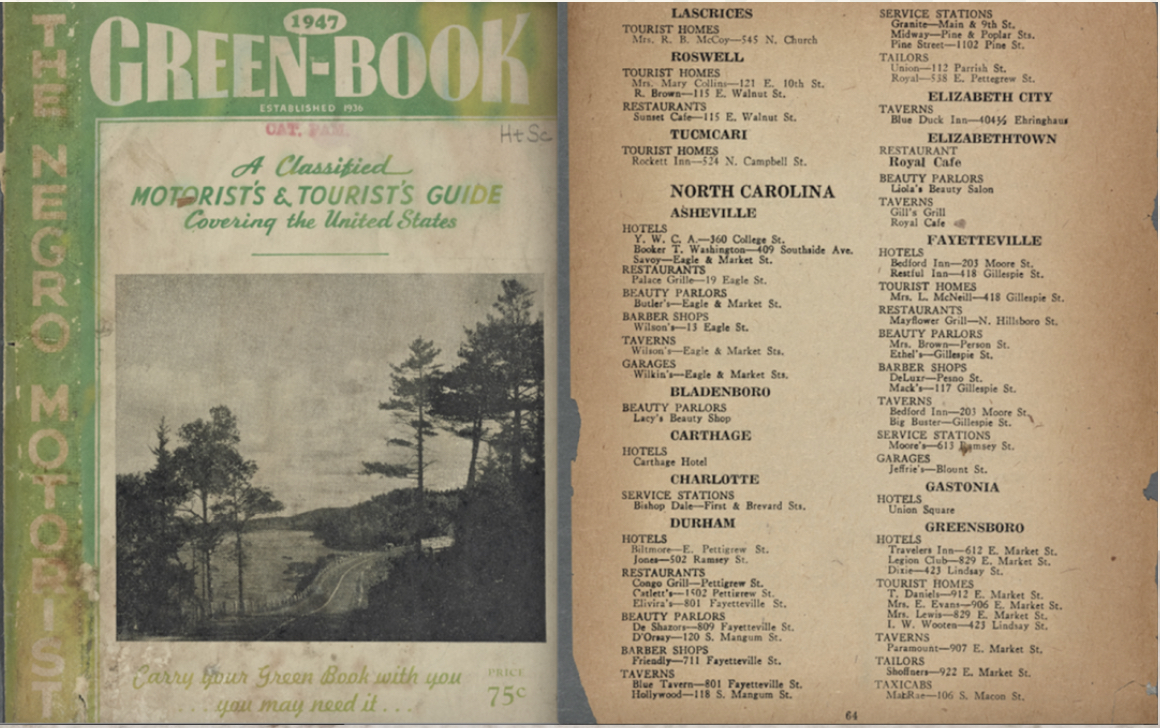 THE NEGRO MOTORIST
1947
GREEN-BOOK
ESTABLISHED 1936
CAT. PAM.
Ht Sc
A Classified
MOTORIST'S & TOURIST'S GUIDE
Covering the United States
Carry your Green Book with you
. . . . you may need it . . .
PRICE
75¢
LASCRICES
TOURIST HOMES
Mrs. R. B. McCoy—545 N. Church
ROSWELL
TOURIST HOMES
Mrs. Mary Collins—121 E. 10th St.
R. Brown—115 E. Walnut St.
RESTAURANTS
Sunset Cafe—115 E. Walnut St.
TUCMCARI
TOURIST HOMES
Rockett Inn—524 N. Campbell St.
NORTH CAROLINA
ASHEVILLE
HOTELS
Y. W. C. A.—360 College St.
Booker T. Washington—409 Southside Ave.
Savoy—Eagle & Market St.
RESTAURANTS
Palace Grille—19 Eagle St.
BEAUTY PARLORS
Butler's—Eagle & Market St.
BARBER SHOPS
Wilson's—13 Eagle St.
TAVERNS
Wilson's—Eagle & Market Sts.
GARAGES
Wilkin's—Eagle & Market Sts.
BLADENBORO
BEAUTY PARLORS
Lacy's Beauty Shop
CARTHAGE
HOTELS
Carthage Hotel
CHARLOTTE
SERVICE STATIONS
Bishop Dale—First & Brevard Sts.
DURHAM
HOTELS
Biltmore—E. Pettigrew St.
Jones—502 Ramsey St.
RESTAURANTS
Congo Grill—Pettigrew St.
Catlett's—1502 Pettigrew St.
Elivira's—801 Fayetteville St.
BEAUTY PARLORS
De Shazors—809 Fayetteville St.
D'Orsay—120 S. Mangum St.
BARBER SHOPS
Friendly—711 Fayetteville St.
TAVERNS
Blue Tavern—801 Fayetteville St.
Hollywood—118 S. Mangum St.
SERVICE STATIONS
Granite—Main & 9th St.
Midway—Pine & Poplar Sts.
Pine Street—1102 Pine St.
TAILORS
Union—112 Parrish St.
Royal—538 E. Pettegrew St.
ELIZABETH CITY
TAVERNS
Blue Duck Inn—404½ Ehringhaus
ELIZABETHTOWN
RESTAURANT
Royal Cafe
BEAUTY PARLORS
Liola's Beauty Salon
TAVERNS
Gill's Grill
Royal Cafe
FAYETTEVILLE
HOTELS
Bedford Inn—203 Moore St.
Restful Inn—418 Gillespie St.
TOURIST HOMES
Mrs. L. McNeill—418 Gillespie St.
RESTAURANTS
Mayflower Grill—N. Hillsboro St.
BEAUTY PARLORS
Mrs. Brown—Person St.
Ethel's—Gillespie St.
BARBER SHOPS
DeLuxr—Pesno St.
Mack's—117 Gillespie St.
TAVERNS
Bedford Inn—203 Moore St.
Big Buster—Gillespie St.
SERVICE STATIONS
Moore's—613 Ramsey St.
GARAGES
Jeffrie's—Blount St.
GASTONIA
HOTELS
Union Square
GREENSBORO
HOTELS
Travelers Inn—612 E. Market St.
Legion Club—829 E. Market St.
Dixie—423 Lindsay St.
TOURIST HOMES
T. Daniels—912 E. Market St.
Mrs. E. Evans—906 E. Market St.
Mrs. Lewis—829 E. Market St.
I. W. Wooten—423 Lindsay St.
TAVERNS
Paramount—907 E. Market St.
TAILORS
Shoffners—922 E. Market St.
TAXICABS
MacRae—106 S. Macon St.
64